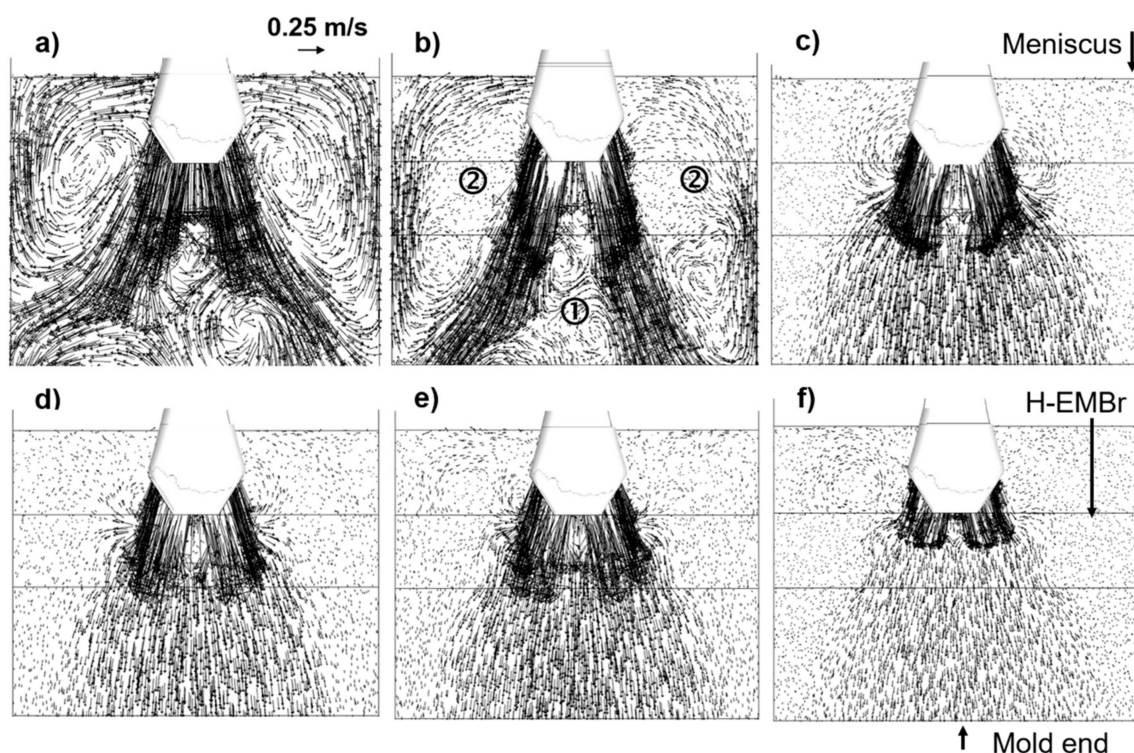 a)
0.25 m/s
b)
c)
Meniscus
②
②
①
d)
e)
f)
H-EMBr
Mold end